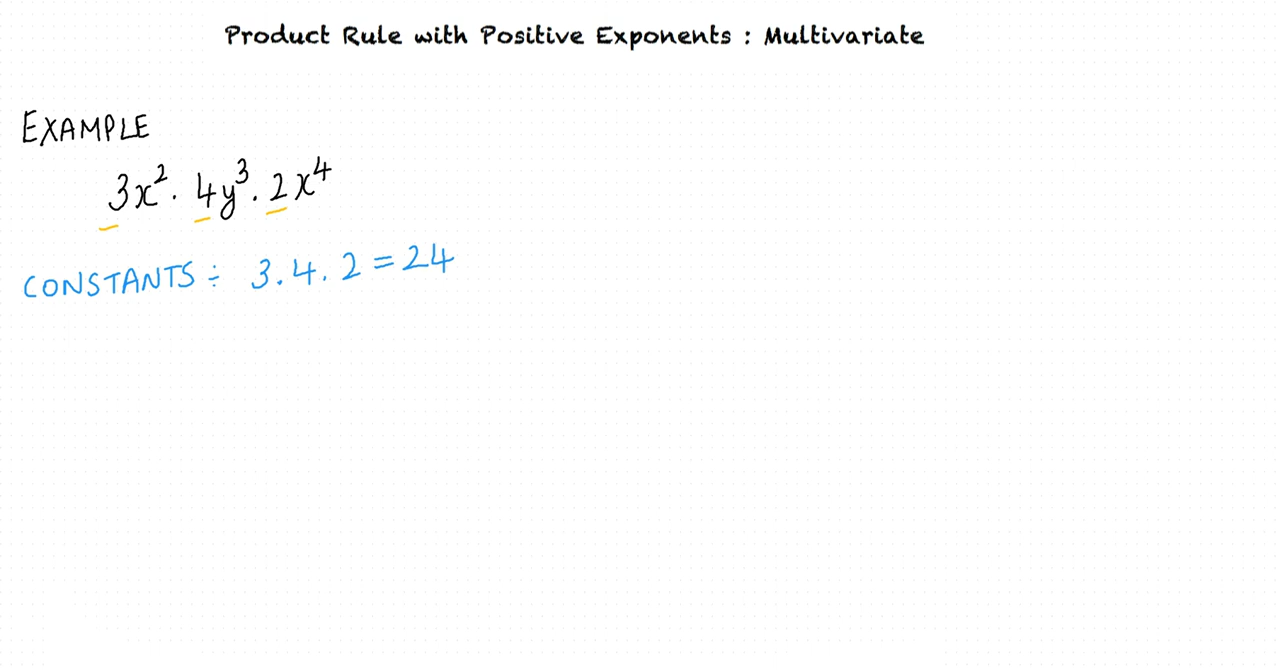 Product Rule with Positive Exponents : Multivariate
EXAMPLE
3x². 4y³. 2x⁴
CONSTANTS ÷ 3.4.2 = 24